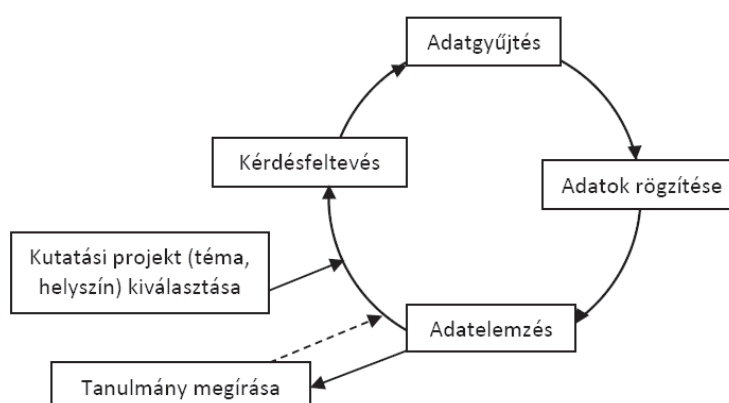 Adatgyűjtés
Kérdésfeltevés
Adatok rögzítése
Kutatási projekt (téma,
helyszín) kiválasztása
Adatelemzés
Tanulmány megírása